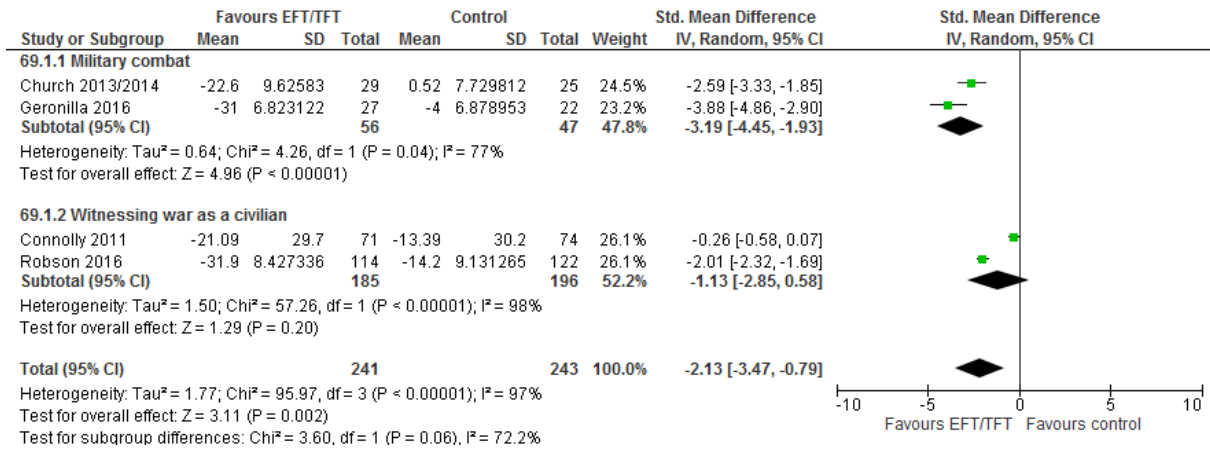 Favours EFT/TFT Control Std. Mean Difference Std. Mean Difference
Study or Subgroup Mean SD Total Mean SD Total Weight IV, Random, 95% CI IV, Random, 95% CI
69.1.1 Military combat
Church 2013/2014 -22.6 9.62583 29 0.52 7.729812 25 24.5% -2.59 [-3.33, -1.85]
Geronilla 2016 -31 6.823122 27 -4 6.878953 22 23.2% -3.88 [-4.86, -2.90]
Subtotal (95% CI) 56 47 47.8% -3.19 [-4.45, -1.93]
Heterogeneity: Tau² = 0.64; Chi² = 4.26, df = 1 (P = 0.04); I² = 77%
Test for overall effect: Z = 4.96 (P < 0.00001)
69.1.2 Witnessing war as a civilian
Connolly 2011 -21.09 29.7 71 -13.39 30.2 74 26.1% -0.26 [-0.58, 0.07]
Robson 2016 -31.9 8.427336 114 -14.2 9.131265 122 26.1% -2.01 [-2.32, -1.69]
Subtotal (95% CI) 185 196 52.2% -1.13 [-2.85, 0.58]
Heterogeneity: Tau² = 1.50; Chi² = 57.26, df = 1 (P < 0.00001); I² = 98%
Test for overall effect: Z = 1.29 (P = 0.20)
Total (95% CI) 241 243 100.0% -2.13 [-3.47, -0.79]
Heterogeneity: Tau² = 1.77; Chi² = 95.97, df = 3 (P < 0.00001); I² = 97%
Test for overall effect: Z = 3.11 (P = 0.002)
Test for subgroup differences: Chi² = 3.60, df = 1 (P = 0.06), I² = 72.2%
-10 -5 0 5 10
Favours EFT/TFT Favours control